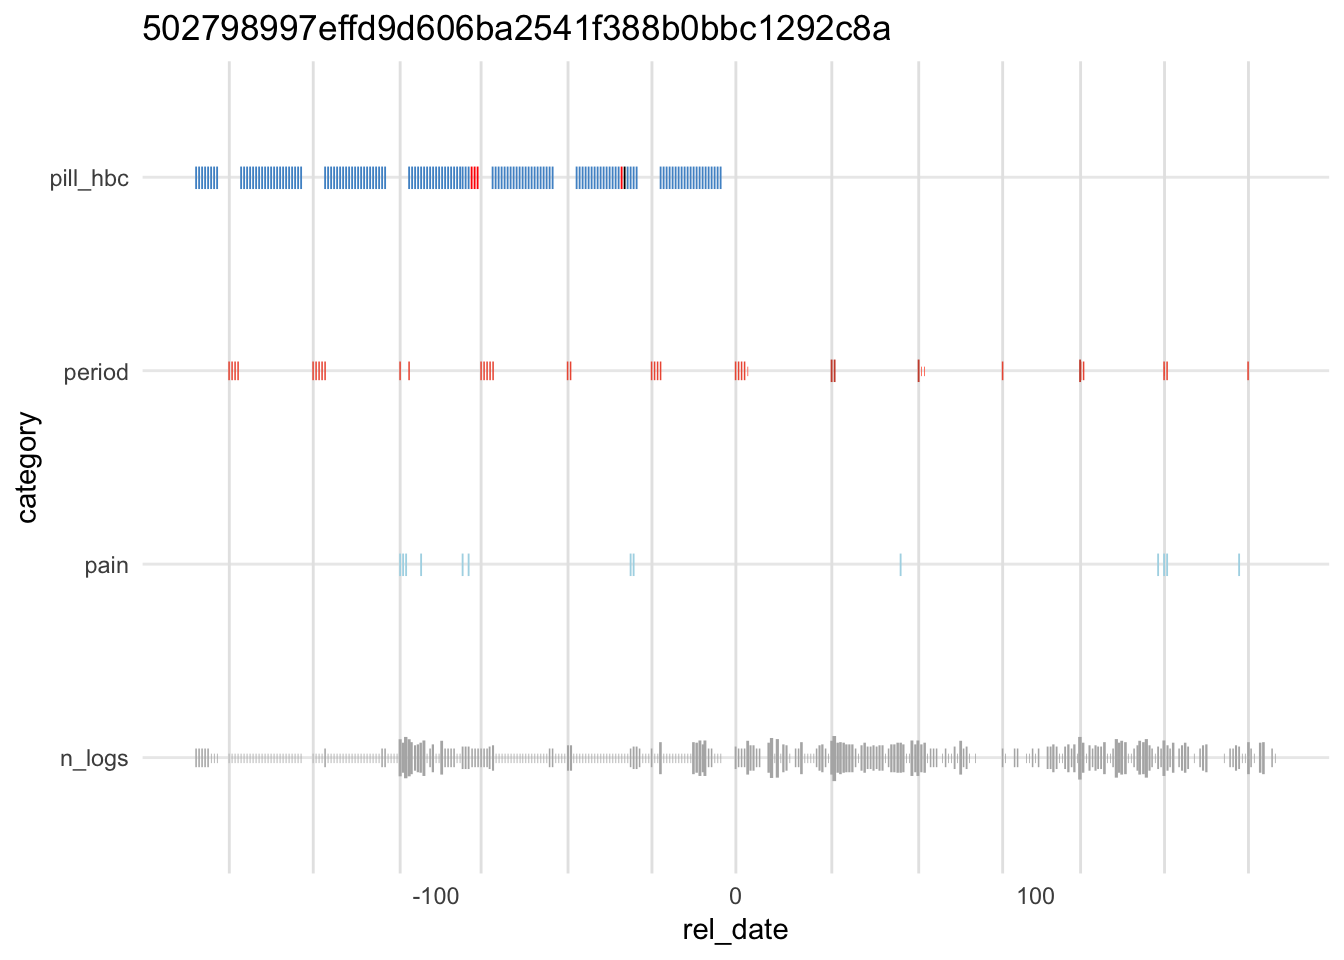 502798997effd9d606ba2541f388b0bbc1292c8a
pill_hbc
period
pain
n_logs
category
-100
0
100
rel_date